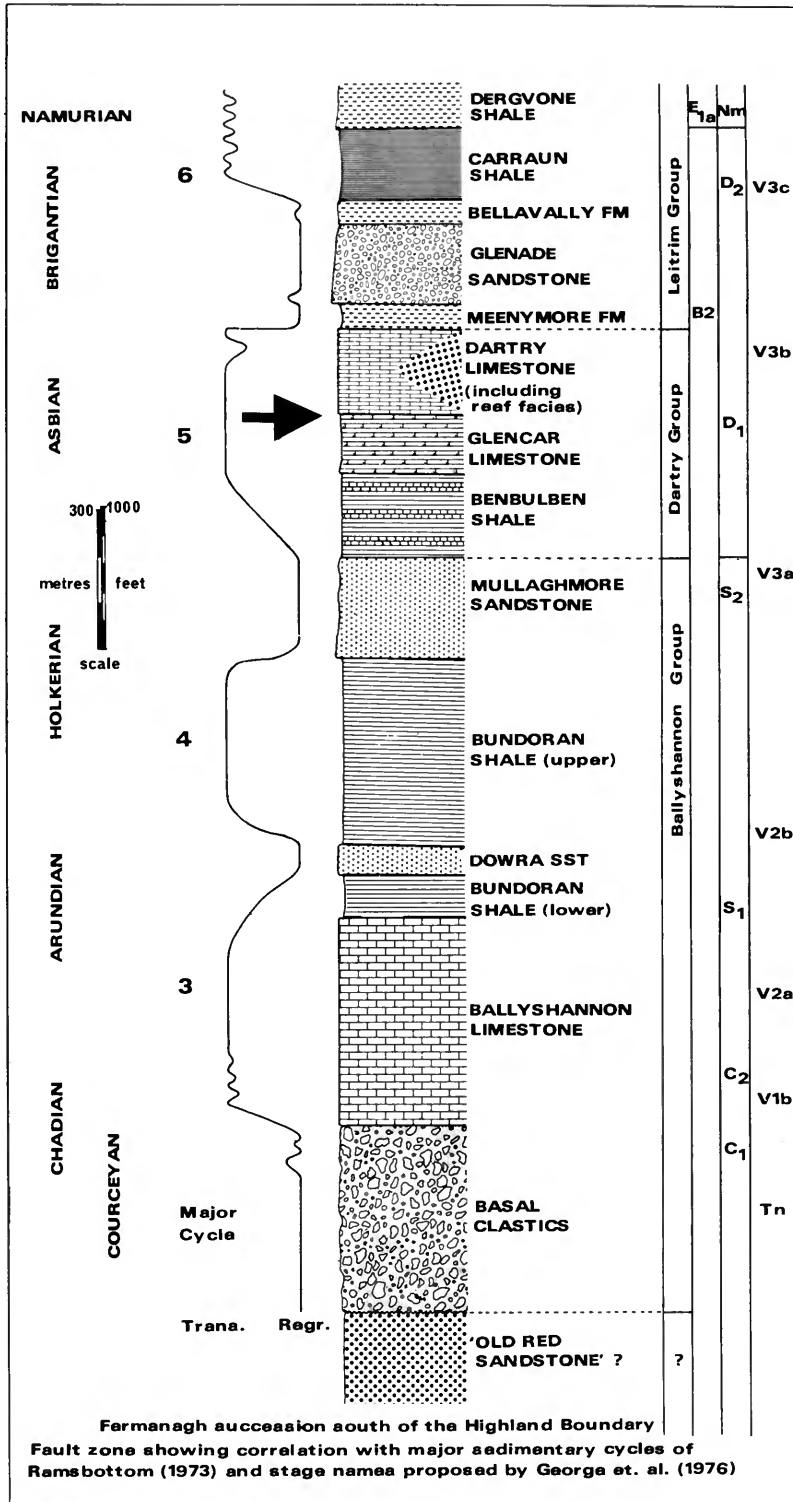 NAMURIAN
BRIGANTIAN
ASBIAN
HOLKERIAN
ARUNDIAN
CHADIAN
COURCEYAN
300 1000
metres feet
scale
6
5
4
3
Major
Cycle
Trana. Regr.
DERGVONE
SHALE
CARRAUN
SHALE
BELLAVALLY FM
GLENADE
SANDSTONE
MEENYMORE FM
DARTRY
LIMESTONE
(including
reef facies)
GLENCAR
LIMESTONE
BENBULBEN
SHALE
MULLAGHMORE
SANDSTONE
BUNDORAN
SHALE (upper)
DOWRA SST
BUNDORAN
SHALE (lower)
BALLYSHANNON
LIMESTONE
BASAL
CLASTICS
'OLD RED
SANDSTONE' ?
Leitrim Group
Dartry Group
Ballyshannon Group
?
E1a
B2
Nm
D2
D1
S2
S1
C2
C1
V3c
V3b
V3a
V2b
V2a
V1b
Tn
Farmanagh auccession aouth of the Highland Boundary
Fault zone showing correlation with major sedimentary cycles of
Ramsbottom (1973) and stage namea proposed by George et. al. (1976)